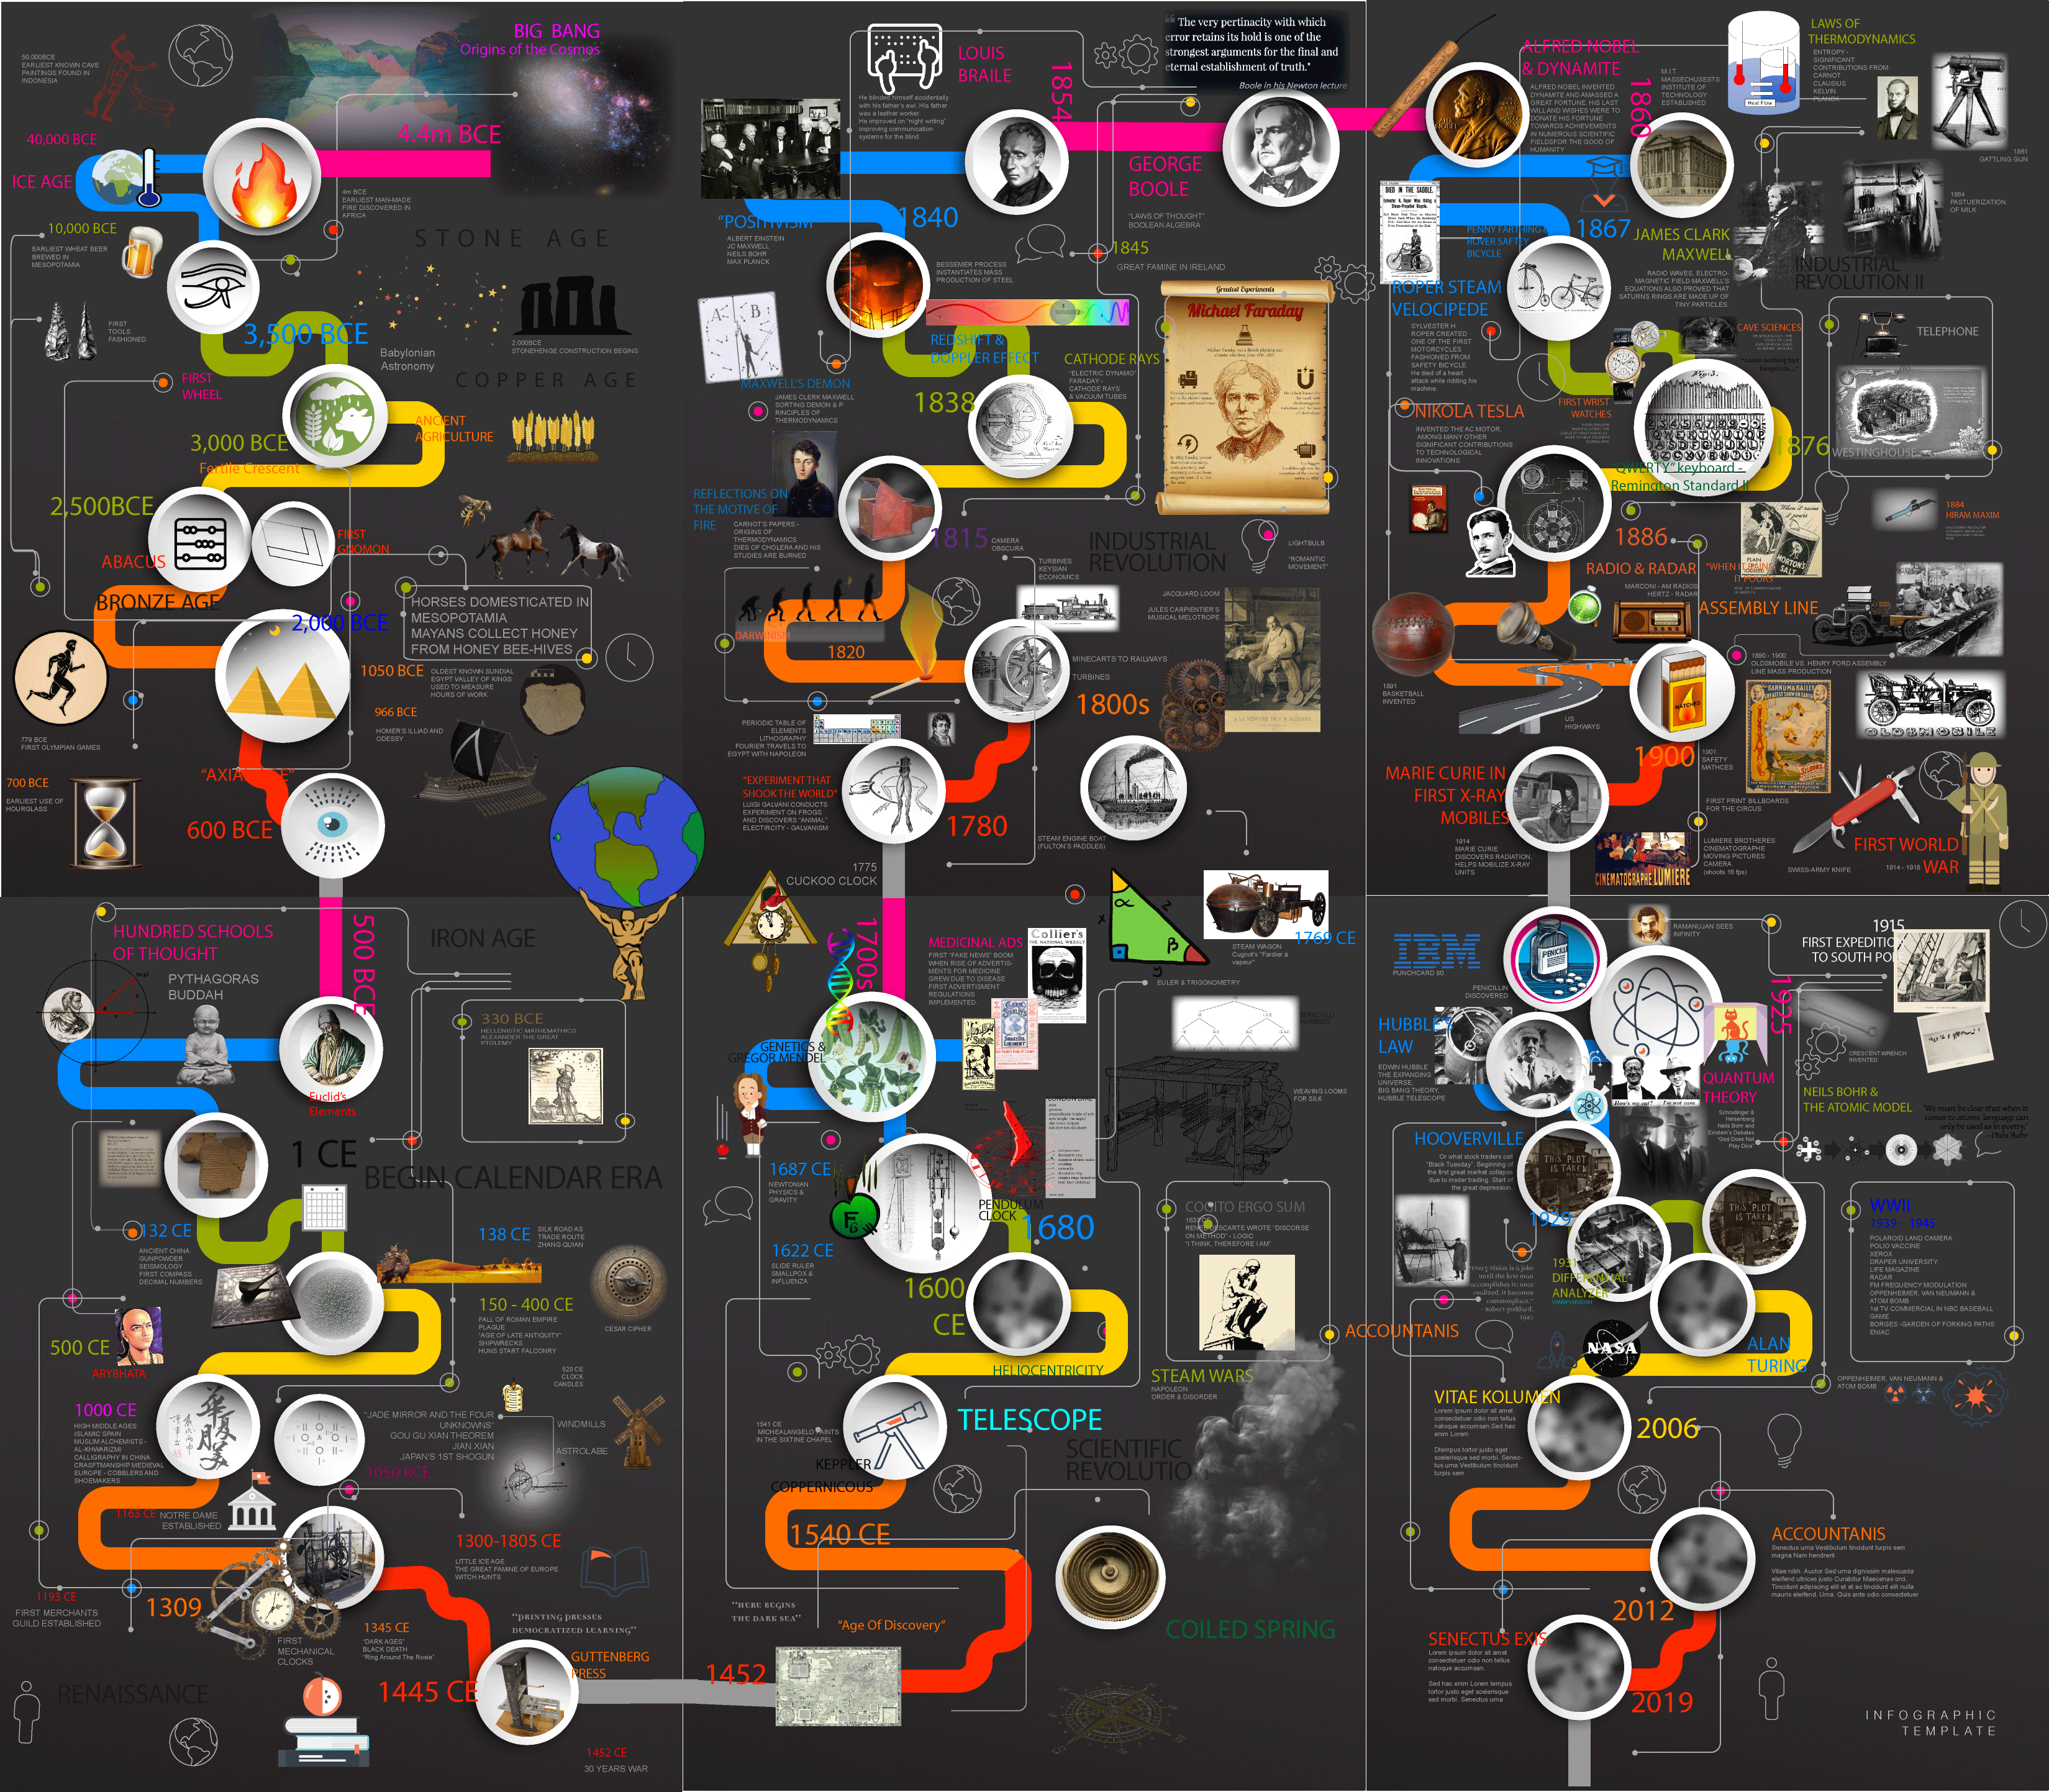 BIG BANG
Origins of the Cosmos
50,000BCE
EARLIEST KNOWN CAVE
PAINTINGS FOUND IN
INDONESIA
40,000 BCE
4.4m BCE
ICE AGE
4m BCE
EARLIEST MAN-MADE
FIRE DISCOVERED IN
AFRICA
10,000 BCE
EARLIEST WHEAT BEER
BREWED IN
MESOPOTAMIA
STONE AGE
FIRST
TOOLS
FASHIONED
3,500 BCE
2,000BCE
STONEHENGE CONSTRUCTION BEGINS
Babylonian
Astronomy
COPPER AGE
FIRST
WHEEL
3,000 BCE
Fertile Crescent
ANCIENT
AGRICULTURE
2,500BCE
ABACUS
FIRST
GNOMON
BRONZE AGE
2,000 BCE
HORSES DOMESTICATED IN
MESOPOTAMIA
MAYANS COLLECT HONEY
FROM HONEY BEE-HIVES
1050 BCE
OLDEST KNOWN SUNDIAL
EGYPT VALLEY OF KINGS
USED TO MEASURE
HOURS OF WORK
966 BCE
HOMER'S ILLIAD AND
ODESSY
779 BCE
FIRST OLYMPIAN GAMES
700 BCE
EARLIEST USE OF
HOURGLASS
600 BCE
500 BCE
HUNDRED SCHOOLS
OF THOUGHT
PYTHAGORAS
BUDDAH
IRON AGE
330 BCE
HELLENISTIC MATHEMATHICS
ALEXANDER THE GREAT
PTOLEMY
Euclid's
Elements
1 CE
BEGIN CALENDAR ERA
132 CE
ANCIENT CHINA
GUNPOWDER
SEISMOLOGY
FIRST COMPASS
DECIMAL NUMBERS
138 CE
SILK ROAD AS
TRADE ROUTE
ZHANG QUIAN
150 - 400 CE
FALL OF ROMAN EMPIRE
PLAGUE
"AGE OF LATE ANTIQUITY"
SHIPWRECKS
HUNS START FALCONRY
CESAR CIPHER
500 CE
ARYBHATA
520 CE
CLOCK
CANDLES
1000 CE
HIGH MIDDLE AGES
ISLAMIC SPAIN
MUSLIM ALCHEMISTS -
AL-KHWARIZMI
CALLIGRAPHY IN CHINA
CRASFTMANSHIP MEDIEVAL
EUROPE - COBBLERS AND
SHOEMAKERS
"JADE MIRROR AND THE FOUR
UNKNOWNS"
GOU GU XIAN THEOREM
JIAN XIAN
JAPAN'S 1ST SHOGUN
1050 BCE
WINDMILLS
ASTROLABE
1163 CE
NOTRE DAME
ESTABLISHED
1300-1805 CE
LITTLE ICE AGE
THE GREAT FAMINE OF EUROPE
WITCH HUNTS
1193 CE
FIRST MERCHANTS
GUILD ESTABLISHED
1309
FIRST
MECHANICAL
CLOCKS
1345 CE
"DARK AGES"
BLACK DEATH
"Ring Around The Rosie"
"PRINTING PRESSES
DEMOCRATIZED LEARNING"
GUTTENBERG
PRESS
1445 CE
RENAISSANCE
1452 CE
30 YEARS WAR
LOUIS
BRAILE
He blinded himself accidentally
with his father's awl. His father
was a leather worker.
He improved on "night writing"
improving communication
systems for the blind.
1854
The very pertinacity with which
error retains its hold is one of the
strongest arguments for the final and
eternal establishment of truth."
Boole in his Newton lecture
GEORGE
BOOLE
"LAWS OF THOUGHT"
BOOLEAN ALGEBRA
"POSITIVISM"
ALBERT EINSTEIN
JC MAXWELL
NEILS BOHR
MAX PLANCK
1840
BESSEMER PROCESS
INSTANTIATES MASS
PRODUCTION OF STEEL
1845
GREAT FAMINE IN IRELAND
A
B
Greatest Experiments
Michael Faraday
REDSHIFT &
DOPPLER EFFECT
CATHODE RAYS
"ELECTRIC DYNAMO"
FARADAY -
CATHODE RAYS
& VACUUM TUBES
MAXWELL'S DEMON
JAMES CLERK MAXWELL
SORTING DEMON & P
RINCIPLES OF
THERMODYNAMICS
1838
REFLECTIONS ON
THE MOTIVE OF
FIRE
CARNOT'S PAPERS -
ORIGINS OF
THERMODYNAMICS
DIES OF CHOLERA AND HIS
STUDIES ARE BURNED
1815
CAMERA
OBSCURA
INDUSTRIAL
REVOLUTION
LIGHTBULB
"ROMANTIC
MOVEMENT"
TURBINES
KEYSIAN
ECONOMICS
JACQUARD LOOM
JULES CARPENTIER'S
MUSICAL MELOTROPE
DARWINISM
1820
MINECARTS TO RAILWAYS
TURBINES
1800s
PERIODIC TABLE OF
ELEMENTS
LITHOGRAPHY
FOURIER TRAVELS TO
EGYPT WITH NAPOLEON
"EXPERIMENT THAT
SHOOK THE WORLD"
LUIGI GALVANI CONDUCTS
EXPERIMENT ON FROGS
AND DISCOVERS "ANIMAL"
ELECTIRCITY - GALVANISM
1780
STEAM ENGINE BOAT
(FULTON'S PADDLES)
1775
CUCKOO CLOCK
1700s
MEDICINAL ADS
FIRST "FAKE NEWS" BOOM
WHEN RISE OF ADVERTIS-
MENTS FOR MEDICINE
GREW DUE TO DISEASE
FIRST ADVERTISMENT
REGULATIONS
IMPLEMENTED.
Collier's
THE NATIONAL WEEKLY
α
β
x
y
STEAM WAGON
Cugnot's "Fardier à
vapeur"
1769 CE
EULER & TRIGONOMETRY
GENETICS &
GREGOR MENDEL
WEAVING LOOMS
FOR SILK
1687 CE
NEWTONIAN
PHYSICS &
GRAVITY
PENDULUM
CLOCK
1680
1622 CE
SLIDE RULER
SMALLPOX &
INFLUENZA
COGITO ERGO SUM
RENE DESCARTE WROTE "DISCORSE
ON METHOD" - LOGIC
"I THINK, THEREFORE I AM"
1600
CE
HELIOCENTRICITY
STEAM WARS
NAPOLEON
ORDER & DISORDER
1541 CE
MICHEALANGELO PAINTS
IN THE SIXTINE CHAPEL
TELESCOPE
KEPPLER
COPPERNICOUS
SCIENTIFIC
REVOLUTIO
1540 CE
"HERE BEGINS
THE DARK SEA"
"Age Of Discovery"
COILED SPRING
1452
ALFRED NOBEL
& DYNAMITE
ALFRED NOBEL INVENTED
DYNAMITE AND AMASSED A
GREAT FORTUNE. HIS LAST
WILL AND WISHES WERE TO
DONATE HIS FORTUNE
TOWARDS ACHIEVEMENTS
IN NUMEROUS SCIENTIFIC
FIELDSFOR THE GOOD OF
HUMANITY
1860
M.I.T.
MASSECHUSESTS
INSTITUTE OF
TECHNOLOGY
ESTABLISHED
Heat Flow
LAWS OF
THERMODYNAMICS
ENTROPY -
SIGNIFICANT
CONTRIBUTIONS FROM:
CARNOT
CLAUSIUS
KELVIN
PLANCK
1861
GATTLING GUN
1864
PASTUERIZATION
OF MILK
DIED IN THE SADDLE.
PENNY FARTHING &
ROVER SAFTEY
BICYCLE
1867
JAMES CLARK
MAXWELL
RADIO WAVES, ELECTRO-
MAGNETIC FIELD MAXWELL'S
EQUATIONS ALSO PROVED THAT
SATURNS RINGS ARE MADE UP OF
TINY PARTICLES.
INDUSTRIAL
REVOLUTION II
ROPER STEAM
VELOCIPEDE
SYLVESTER H.
ROPER CREATED
ONE OF THE FIRST
MOTORCYCLES
FASHIONED FROM
SAFETY BICYCLE
He died of a heart
attack while ridding his
machine.
CAVE SCIENCES
TELEPHONE
FIRST WRIST
WATCHES
NIKOLA TESLA
INVENTED THE AC MOTOR,
AMONG MANY OTHER
SIGNIFICANT CONTRIBUTIONS
TO TECHNOLOGICAL
INNOVATIONS
1876
WESTINGHOUSE
QWERTY" keyboard -
Remington Standard II
1884
HIRAM MAXIM
1886
RADIO & RADAR
MARCONI - AM RADIOS
HERTZ - RADAR
"WHEN IT RAINS
IT POURS
MORTON'S
SALT
ASSEMBLY LINE
1890 - 1900
OLDSMOBILE VS. HENRY FORD ASSEMBLY
LINE MASS PRODUCTION
1891
BASKETBALL
INVENTED
US
HIGHWAYS
MATCHES
BARNUM & BAILEY
OLDSMOBILE
1900
1901
SAFETY
MATHCES
MARIE CURIE IN
FIRST X-RAY
MOBILES
FIRST PRINT BILLBOARDS
FOR THE CIRCUS
1914
MARIE CURIE
DISCOVERS RADIATION,
HELPS MOBILIZE X-RAY
UNITS
CINEMATOGRAPHE LUMIERE
LUMIERE BROTHERES
CINEMATOGRAPHE
MOVING PICTURES
CAMERA
(shoots 16 fps)
SWISS-ARMY KNIFE
FIRST WORLD
WAR
1914 - 1918
IBM
PUNCHCARD 80
PENICILLIN
DISCOVERED
RAMANUJAN SEES
INFINITY
1915
FIRST EXPEDITIO
TO SOUTH POL
1925
HUBBLE'S
LAW
EDWIN HUBBLE
THE EXPANDING
UNIVERSE,
BIG BANG THEORY,
HUBBLE TELESCOPE
CRESCENT WRENCH
INVENTED
QUANTUM
THEORY
Schrodinger &
Heisenberg
Neils Bohr and
Einstein's Debates
"God Does Not
Play Dice"
NEILS BOHR &
THE ATOMIC MODEL
"We must be clear that when it
comes to atoms, language can
only be used as in poetry."
-Niels Bohr
HOOVERVILLE
Or what stock traders call
"Black Tuesday". Beginning of
the first great market collapse
due to insder trading. Start of
the great depression
THIS PLOT
IS TAKEN
THIS PLOT
IS TAKEN
1929
1931
DIFFERENTIAL
ANALYZER
WWII
1939 - 1945
POLAROID LAND CAMERA
POLIO VACCINE
XEROX
DRAPER UNIVERSITY
LIFE MAGAZINE
RADAR
FM FREQUENCY MODULATION
OPPENHEIMER, VAN NEUMANN &
ATOM BOMB
1st TV COMMERCIAL IN NBC BASEBALL
GAME
BORGES -GARDEN OF FORKING PATHS
ENIAC
ACCOUNTANIS
NASA
ALAN
TURING
OPPENHEIMER, VAN NEUMANN &
ATOM BOMB
VITAE KOLUMEN
Lorem ipsum dolor sit amet
consectetuer odio non tellus
natoque accumsan.Sed hac
enim Lorem
Dtempus tortor justo eget
scelerisque sed morbi. Senec-
tus urna Vestibulum tincidunt
turpis sem
2006
ACCOUNTANIS
Senectus urna Vestibulum tincidunt turpis sem
magna Nam hendrerit
Vitae nibh. Auctor Sed urna dignissim malesuada
eleifend ultrices justo Curabitur Maecenas orci.
Tincidunt adipiscing elit et et ac tincidunt elit nulla
mauris eleifend. Urna. Quis ante odio consectetuer
2012
SENECTUS EXIS
Lorem ipsum dolor sit amet
consectetuer odio non tellus
natoque accumsan.
Sed hac enim Lorem tempus
tortor justo eget scelerisque
sed morbi. Senectus urna
2019
INFOGRAPHIC
TEMPLATE